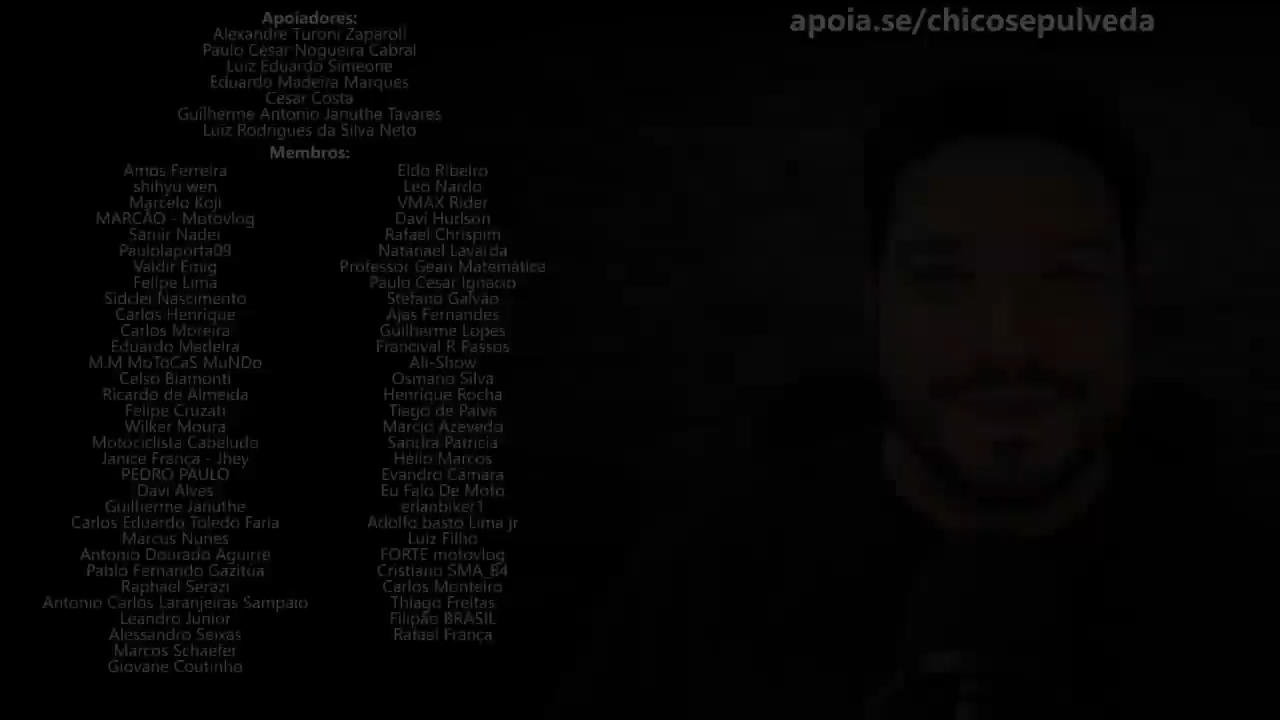 apoia.se/chicosepulveda
Apoiadores:
Alexandre Turoni Zaparoli
Paulo César Nogueira Cabral
Luiz Eduardo Simeone
Eduardo Madeira Marques
Cesar Costa
Guilherme Antonio Januthe Tavares
Luiz Rodrigues da Silva Neto
Membros:
Amos Ferreira
shihyu wen
Marcelo Koji
MARCÃO - Motovlog
Samir Nader
Paulolaporta09
Valdir Emig
Felipe Lima
Sidclei Nascimento
Carlos Henrique
Carlos Moreira
Eduardo Madeira
M.M MoToCaS MuNDo
Celso Biamonti
Ricardo de Almeida
Felipe Cruzati
Wilker Moura
Motociclista Cabeludo
Janice França - Jhey
PEDRO PAULO
Davi Alves
Guilherme Januthe
Carlos Eduardo Toledo Faria
Marcus Nunes
Antonio Dourado Aguirre
Pablo Fernando Gazitúa
Raphael Serazi
Antonio Carlos Laranjeiras Sampaio
Leandro Junior
Alessandro Seixas
Marcos Schaefer
Giovane Coutinho
Eldo Ribeiro
Leo Nardo
VMAX Rider
Davi Hudson
Rafael Chrispim
Natanael Lavalda
Professor Gean Matemática
Paulo Cesar Ignacio
Stefano Galvão
Ajas Fernandes
Guilherme Lopes
Francival R Passos
Ali-Show
Osmano Silva
Henrique Rocha
Tiago de Paiva
Marcio Azevedo
Sandra Patricia
Hélio Marcos
Evandro Camara
Eu Falo De Moto
erlanbiker1
Adolfo basto Lima jr
Luiz Filho
FORTE motovlog
Cristiano SMA_84
Carlos Monteiro
Thiago Freitas
Filipão BRASIL
Rafael França